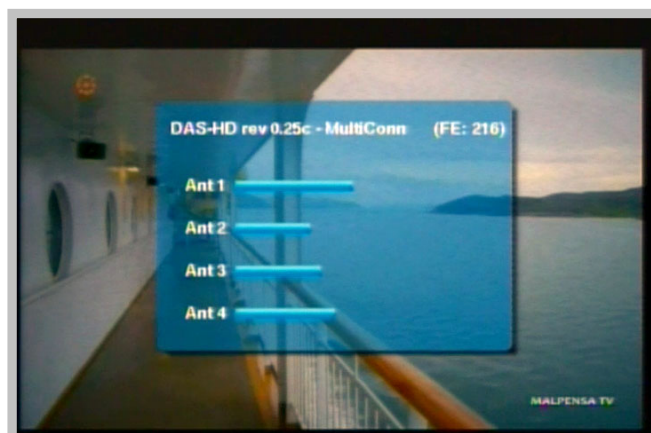 DAS-HD rev 0.25c - MultiConn (FE: 216)
Ant 1
Ant 2
Ant 3
Ant 4
MALPENSA TV